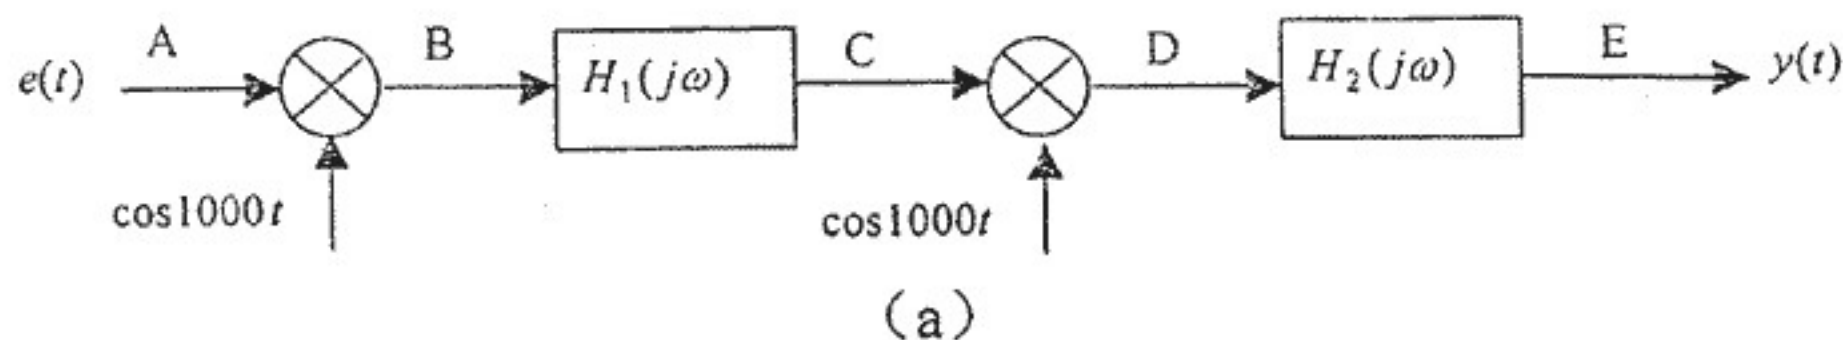 A B C D E
e(t) H₁(jω) H₂(jω) y(t)
cos1000t cos1000t
(a)